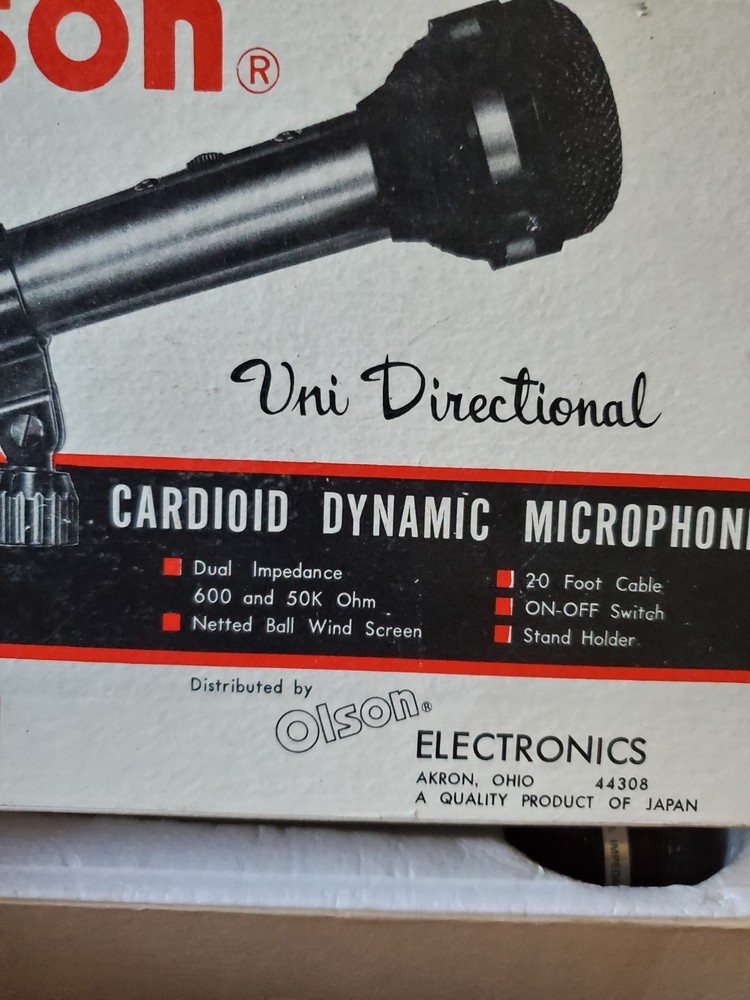 son®
Uni Directional
CARDIOID DYNAMIC MICROPHON
Dual Impedance
600 and 50K Ohm
Netted Ball Wind Screen
20 Foot Cable
ON-OFF Switch
Stand Holder
Distributed by
Olson®
ELECTRONICS
AKRON, OHIO 44308
A QUALITY PRODUCT OF JAPAN